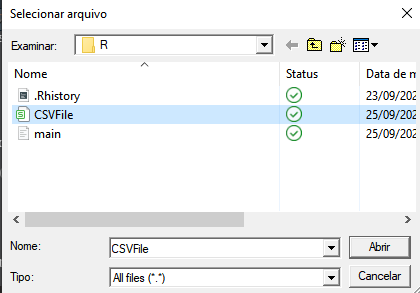 Selecionar arquivo
Examinar: R
Nome Status Data de m
.Rhistory 23/09/202
CSVFile 25/09/202
main 25/09/202
Nome: CSVFile Abrir
Tipo: All files (*.*) Cancelar